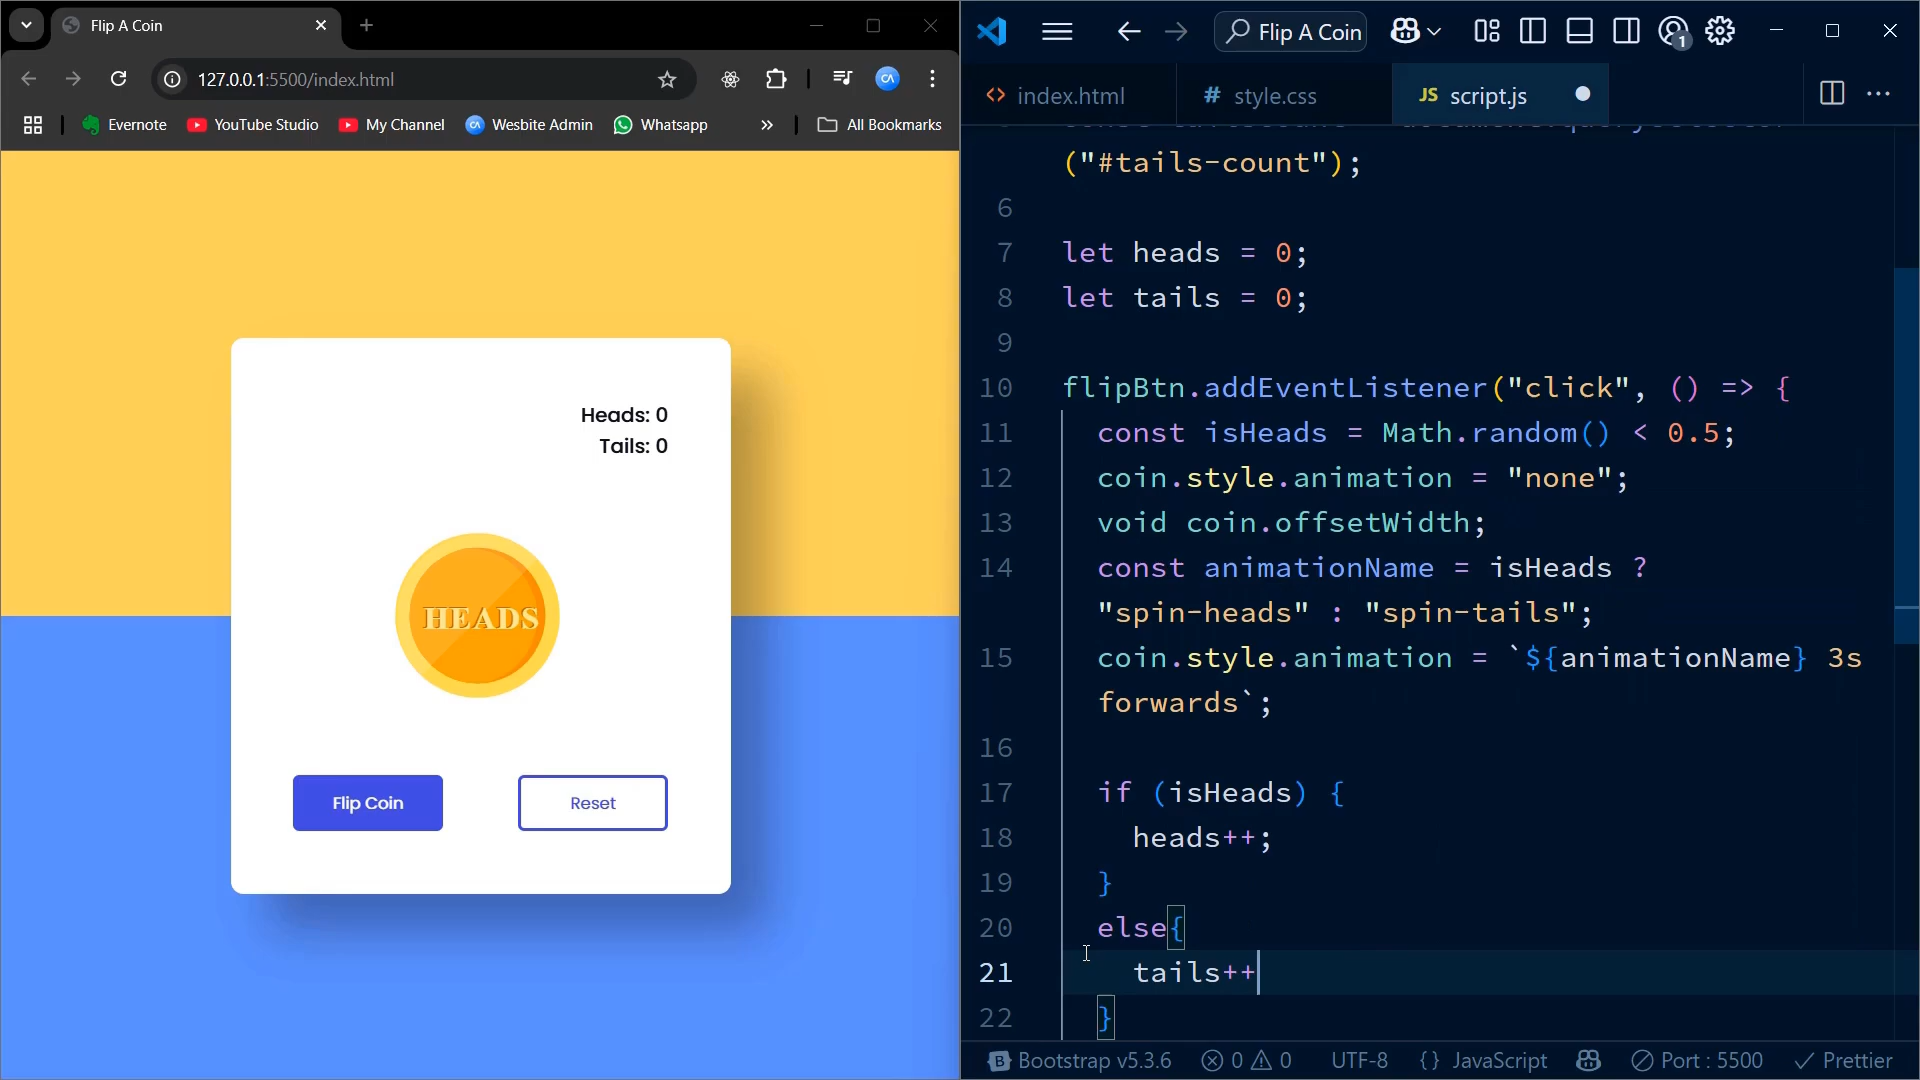 Flip A Coin
127.0.0.1:5500/index.html
Evernote
YouTube Studio
My Channel
Wesbite Admin
Whatsapp
All Bookmarks
Heads: 0
Tails: 0
HEADS
Flip Coin
Reset
Flip A Coin
1
index.html
# style.css
JS script.js
("#tails-count");
6
7 let heads = 0;
8 let tails = 0;
9
10 flipBtn.addEventListener("click", () => {
11 const isHeads = Math.random() < 0.5;
12 coin.style.animation = "none";
13 void coin.offsetWidth;
14 const animationName = isHeads ?
"spin-heads" : "spin-tails";
15 coin.style.animation = `${animationName} 3s
forwards`;
16
17 if (isHeads) {
18 heads++;
19 }
20 else{
21 tails++
22 }
Bootstrap v5.3.6
0
0
UTF-8
{} JavaScript
Port : 5500
Prettier